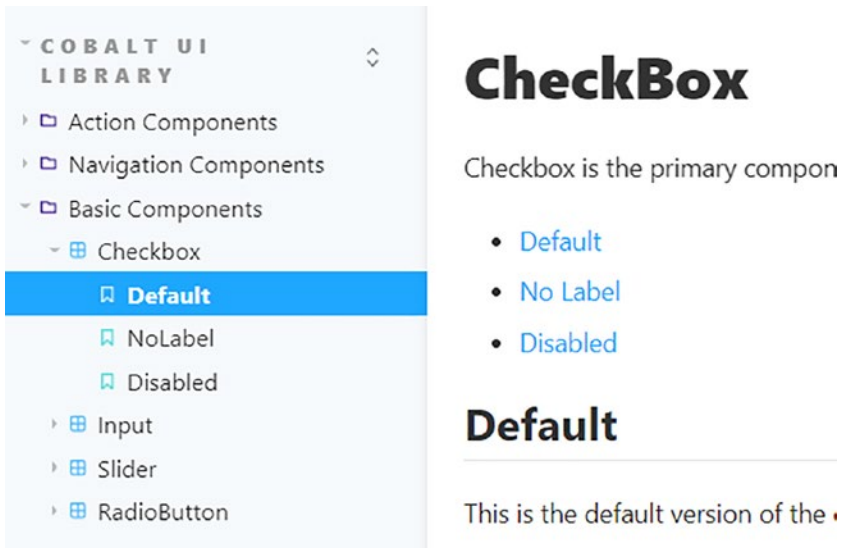 COBALT UI
LIBRARY
Action Components
Navigation Components
Basic Components
Checkbox
Default
NoLabel
Disabled
Input
Slider
RadioButton
CheckBox
Checkbox is the primary compon
Default
No Label
Disabled
Default
This is the default version of the